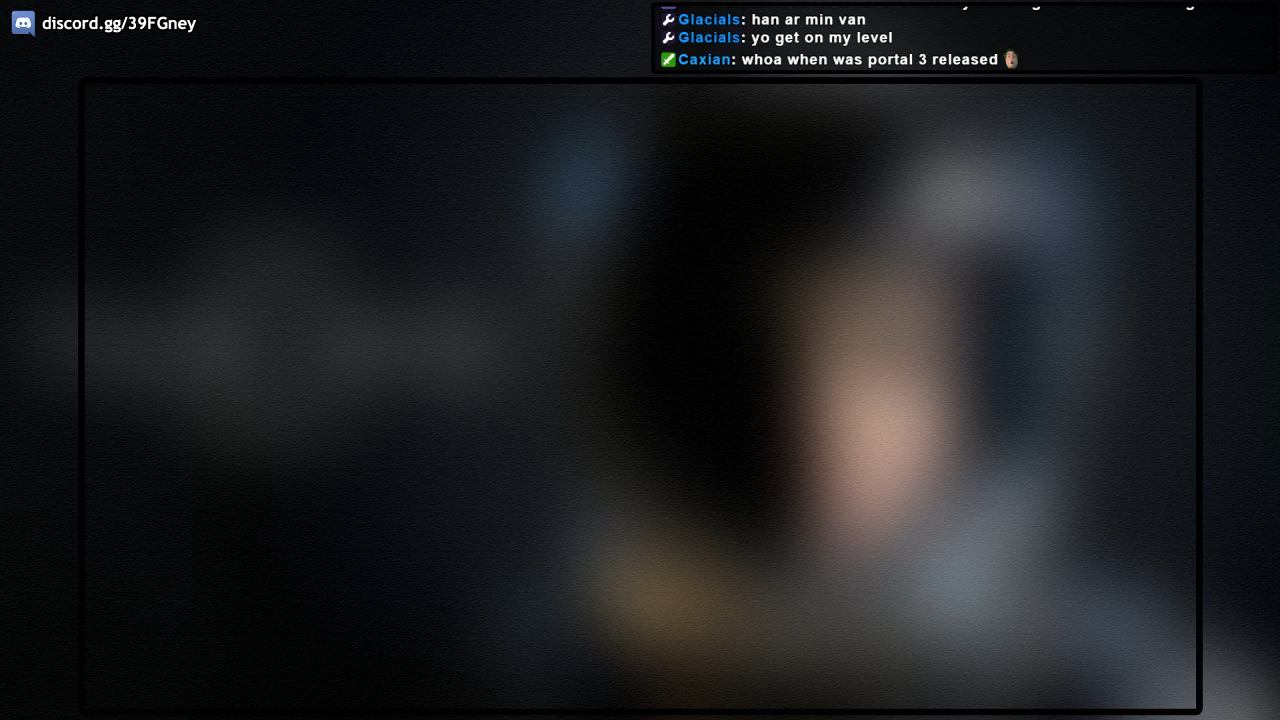 discord.gg/39FGney
Glacials: han ar min van
Glacials: yo get on my level
Caxian: whoa when was portal 3 released